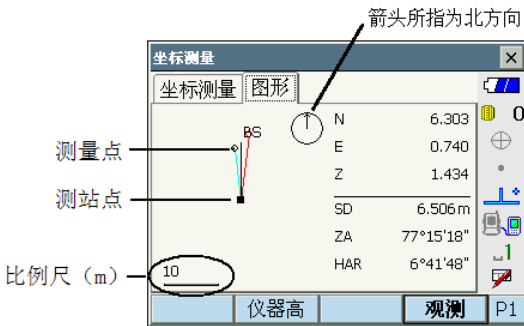 箭头所指为北方向
坐标测量
坐标测量 图形
0
BS
N 6.303
E 0.740
Z 1.434
测量点
测站点
SD 6.506m
ZA 77°15'18"
HAR 6°41'48"
1
比例尺（m）
10
仪器高 观测 P1